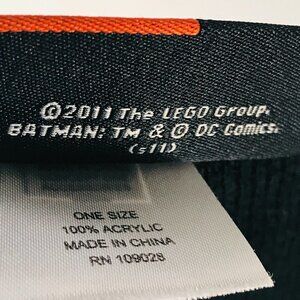 ©2011 The LEGO Group.
BATMAN: TM & © DC Comics.
(s11)
ONE SIZE
100% ACRYLIC
MADE IN CHINA
RN 109028